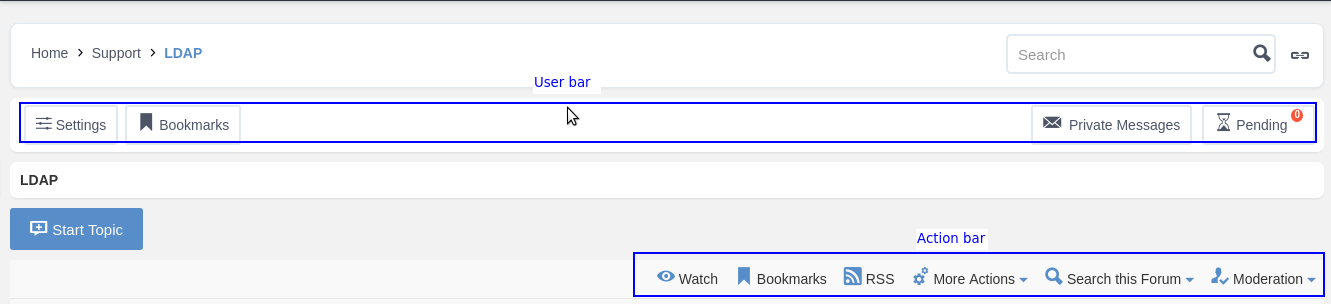 Home > Support > LDAP
Search
User bar
Settings Bookmarks Private Messages Pending 0
LDAP
Start Topic
Action bar
Watch Bookmarks RSS More Actions Search this Forum Moderation